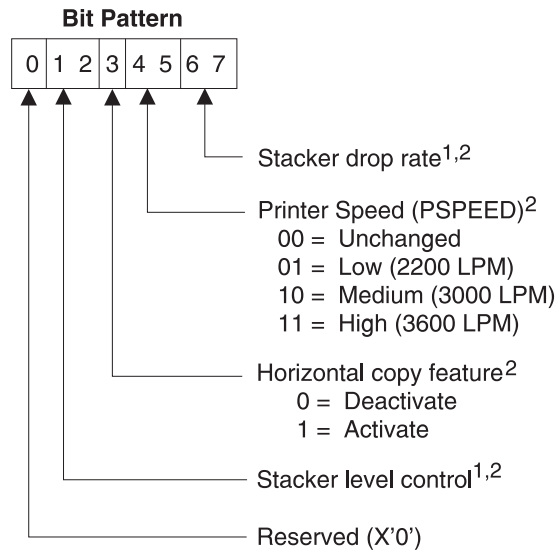 Bit Pattern
0 1 2 3 4 5 6 7
Stacker drop rate1,2
Printer Speed (PSPEED)2
00 = Unchanged
01 = Low (2200 LPM)
10 = Medium (3000 LPM)
11 = High (3600 LPM)
Horizontal copy feature2
0 = Deactivate
1 = Activate
Stacker level control1,2
Reserved (X'0')